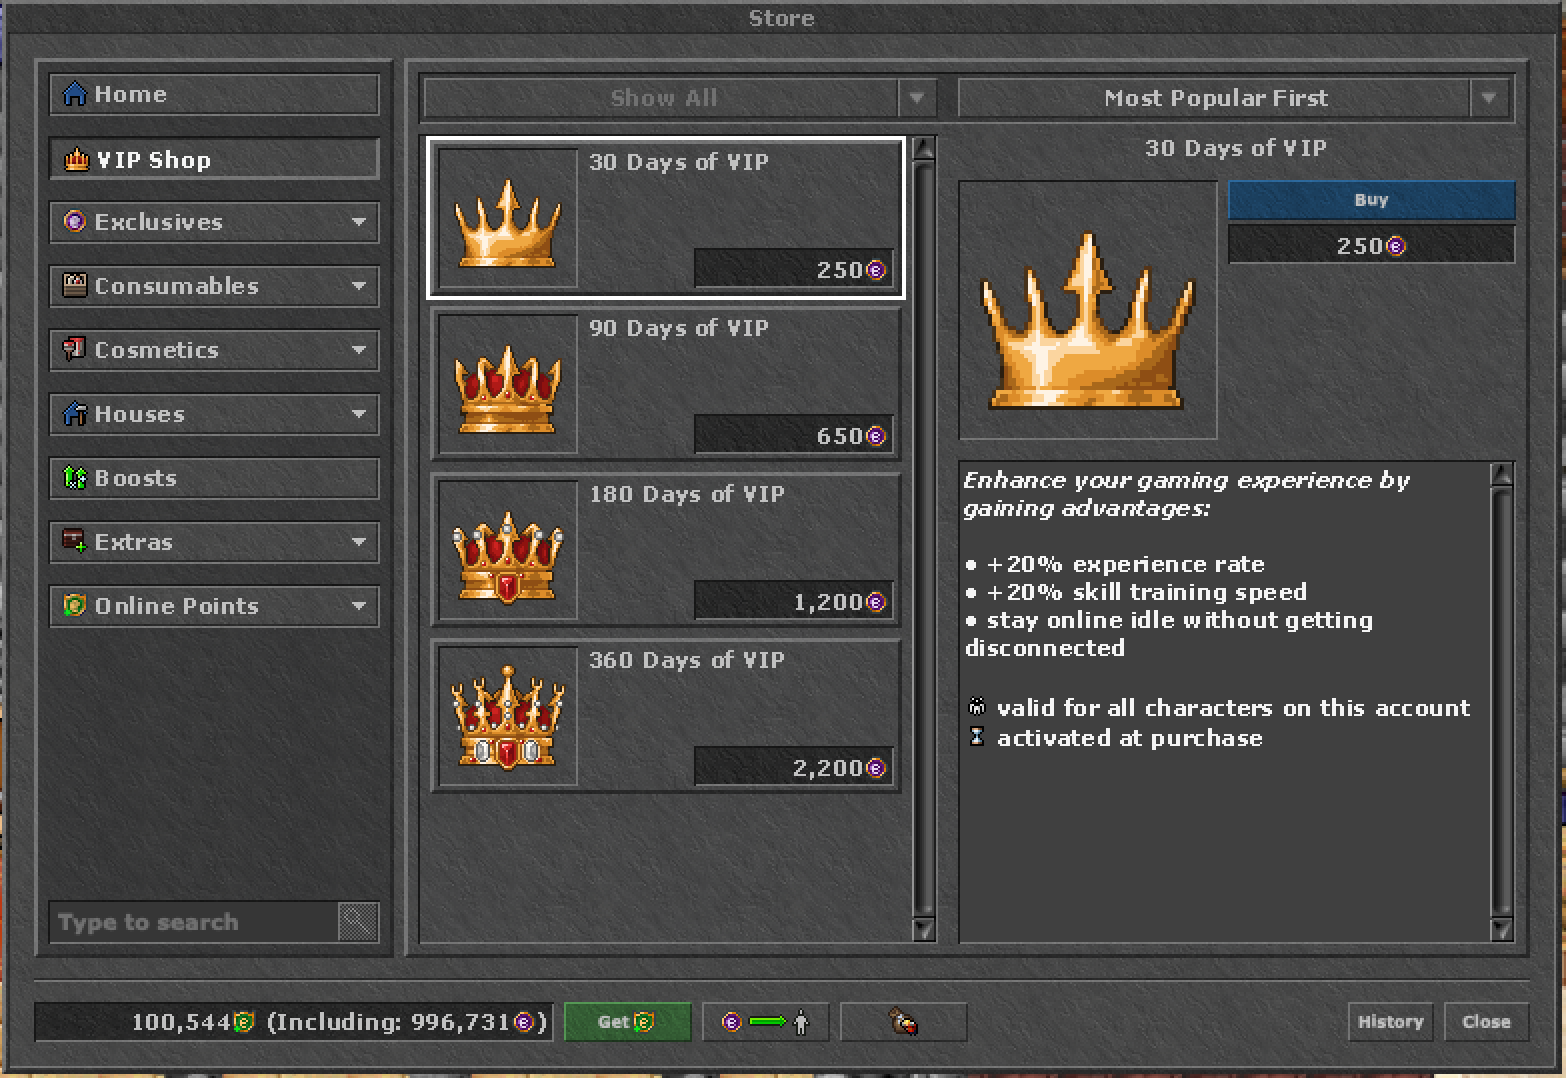 Store
Home
VIP Shop
Exclusives
Consumables
Cosmetics
Houses
Boosts
Extras
Online Points
Type to search
Show All
Most Popular First
30 Days of VIP
250
90 Days of VIP
650
180 Days of VIP
1,200
360 Days of VIP
2,200
30 Days of VIP
Buy
250
Enhance your gaming experience by
gaining advantages:
• +20% experience rate
• +20% skill training speed
• stay online idle without getting
disconnected
valid for all characters on this account
activated at purchase
100,544 (Including: 996,731)
Get
History
Close